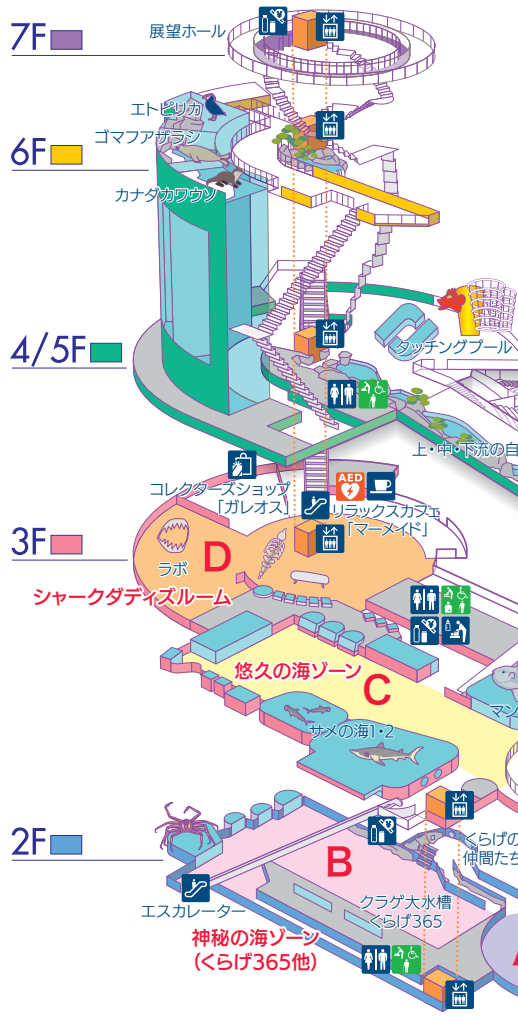 7F
展望ホール
エトピリカ
ゴマフアザラシ
6F
カナダカワウソ
4/5F
タッチングプール
上・中・下流の自
コレクターズショップ
「ガレオス」
AED
リラックスカフェ
「マーメイド」
3F
ラボ
D
シャークダディズルーム
悠久の海ゾーン
C
マン
サメの海1・2
2F
くらげの
仲間たち
B
エスカレーター
クラゲ大水槽
くらげ365
神秘の海ゾーン
（くらげ365他）